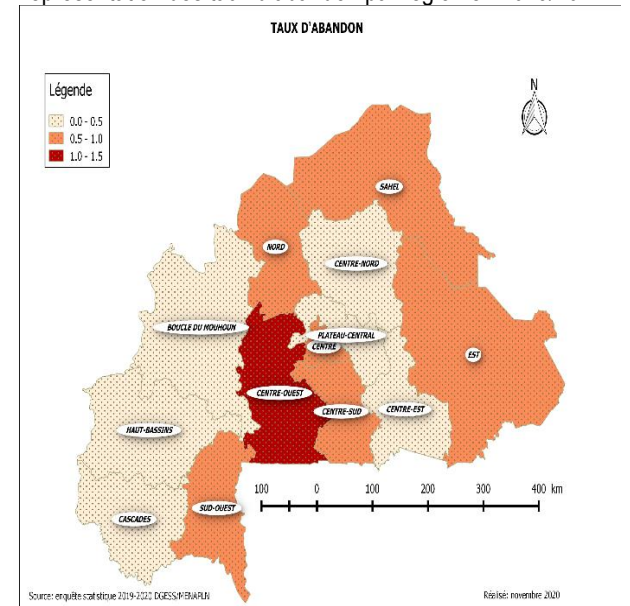 TAUX D'ABANDON
Légende
0.0 - 0.5
0.5 - 1.0
1.0 - 1.5
N
SAHEL
NORD
CENTRE-NORD
BOUCLE DU MOUHOUN
PLATEAU-CENTRAL
CENTRE
EST
CENTRE-OUEST
CENTRE-SUD
CENTRE-EST
HAUT-BASSINS
SUD-OUEST
CASCADES
100 0 100 200 300 400 km
Source: enquête statistique 2019-2020 DGESS/MENAPLN
Réalisé: novembre 2020